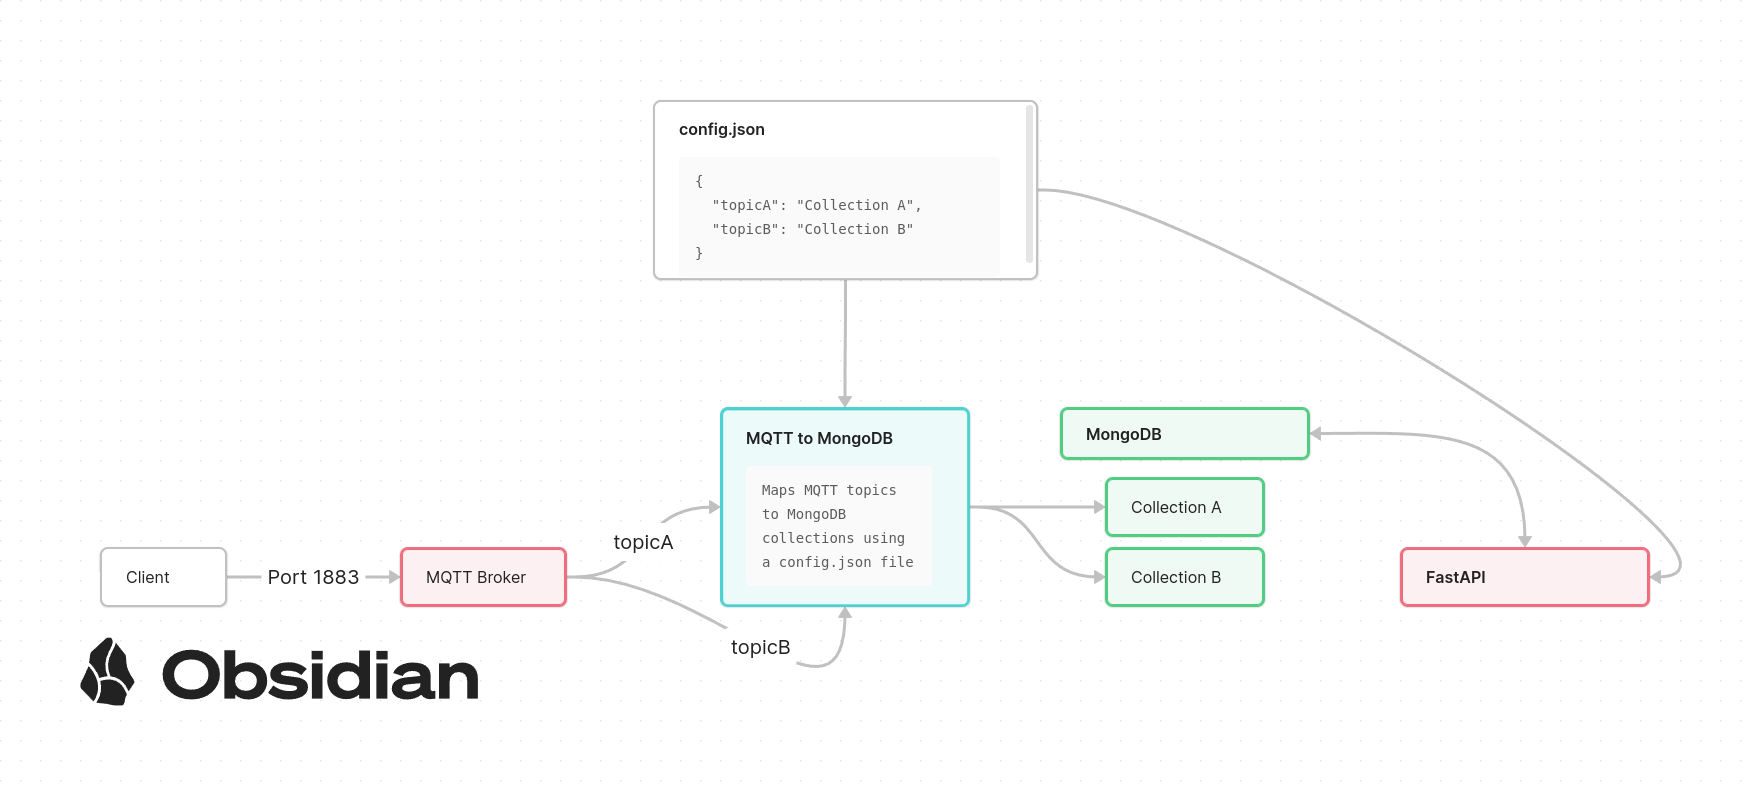 config.json
{
"topicA": "Collection A",
"topicB": "Collection B"
}
MQTT to MongoDB
Maps MQTT topics
to MongoDB
collections using
a config.json file
MongoDB
Collection A
Collection B
Client
Port 1883
MQTT Broker
topicA
topicB
FastAPI
Obsidian